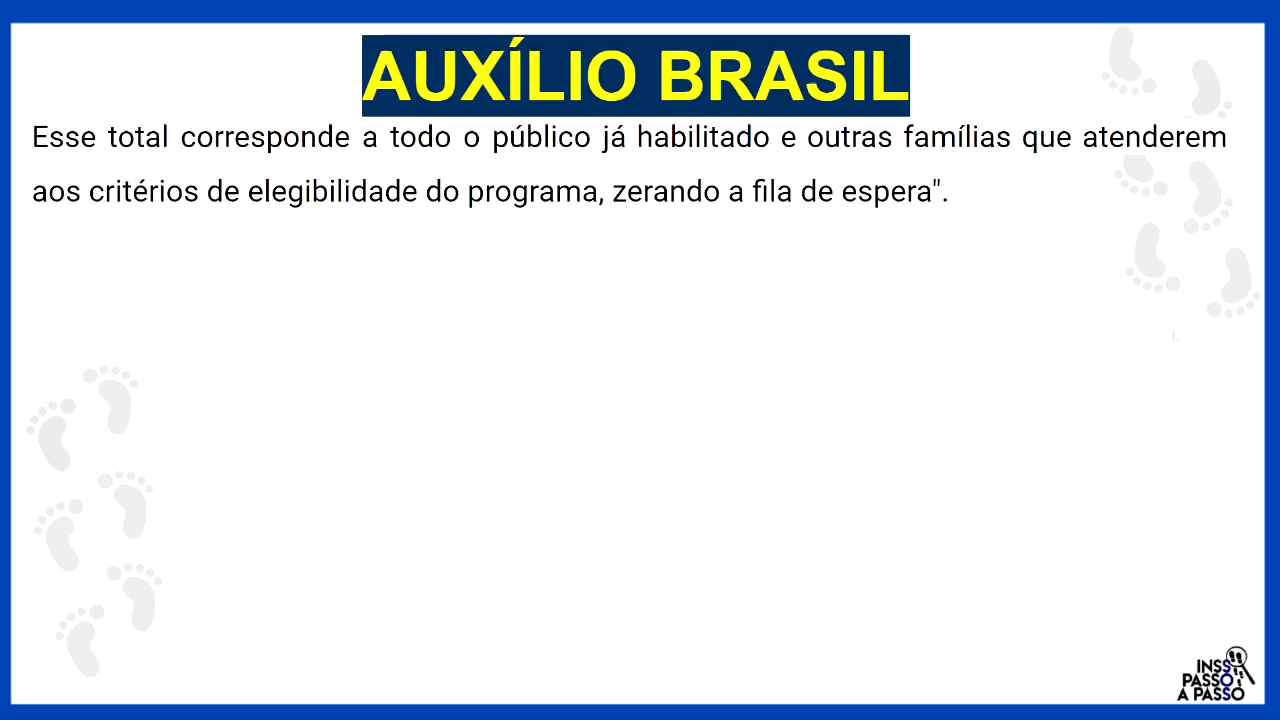 AUXÍLIO BRASIL
Esse total corresponde a todo o público já habilitado e outras famílias que atenderem
aos critérios de elegibilidade do programa, zerando a fila de espera".
INSS
PASSO
A PASSO